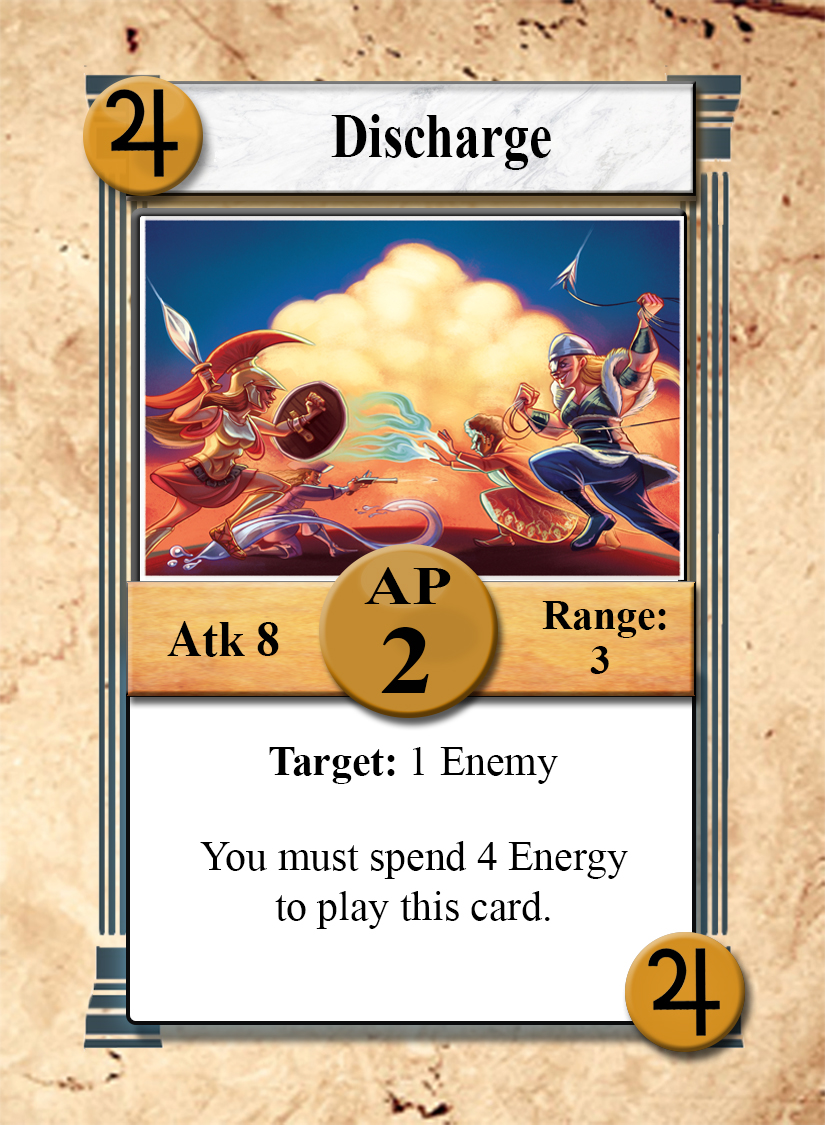 ♃
Discharge
AP
2
Atk 8
Range:
3
Target: 1 Enemy
You must spend 4 Energy
to play this card.
♃